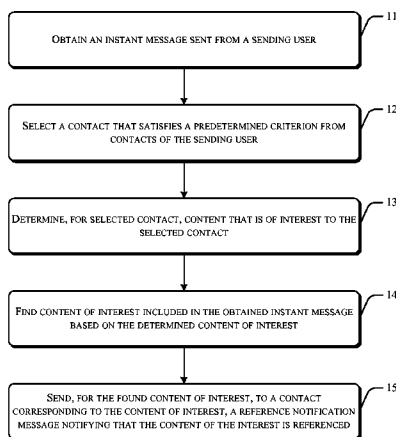 11
OBTAIN AN INSTANT MESSAGE SENT FROM A SENDING USER
12
SELECT A CONTACT THAT SATISFIES A PREDETERMINED CRITERION FROM
CONTACTS OF THE SENDING USER
13
DETERMINE, FOR SELECTED CONTACT, CONTENT THAT IS OF INTEREST TO THE
SELECTED CONTACT
14
FIND CONTENT OF INTEREST INCLUDED IN THE OBTAINED INSTANT MESSAGE
BASED ON THE DETERMINED CONTENT OF INTEREST
15
SEND, FOR THE FOUND CONTENT OF INTEREST, TO A CONTACT
CORRESPONDING TO THE CONTENT OF INTEREST, A REFERENCE NOTIFICATION
MESSAGE NOTIFYING THAT THE CONTENT OF THE INTEREST IS REFERENCED